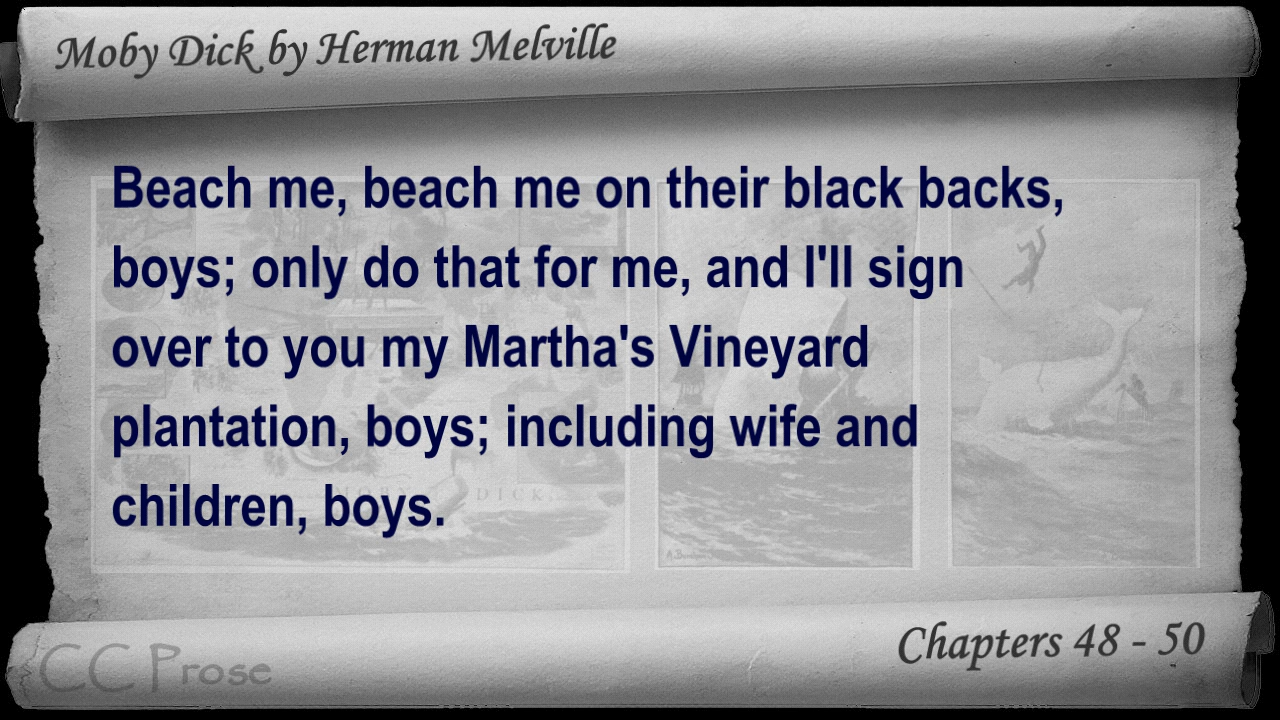 Moby Dick by Herman Melville
Beach me, beach me on their black backs,
boys; only do that for me, and I'll sign
over to you my Martha's Vineyard
plantation, boys; including wife and
children, boys.
MOBY DICK
Chapters 48 - 50
CC Prose